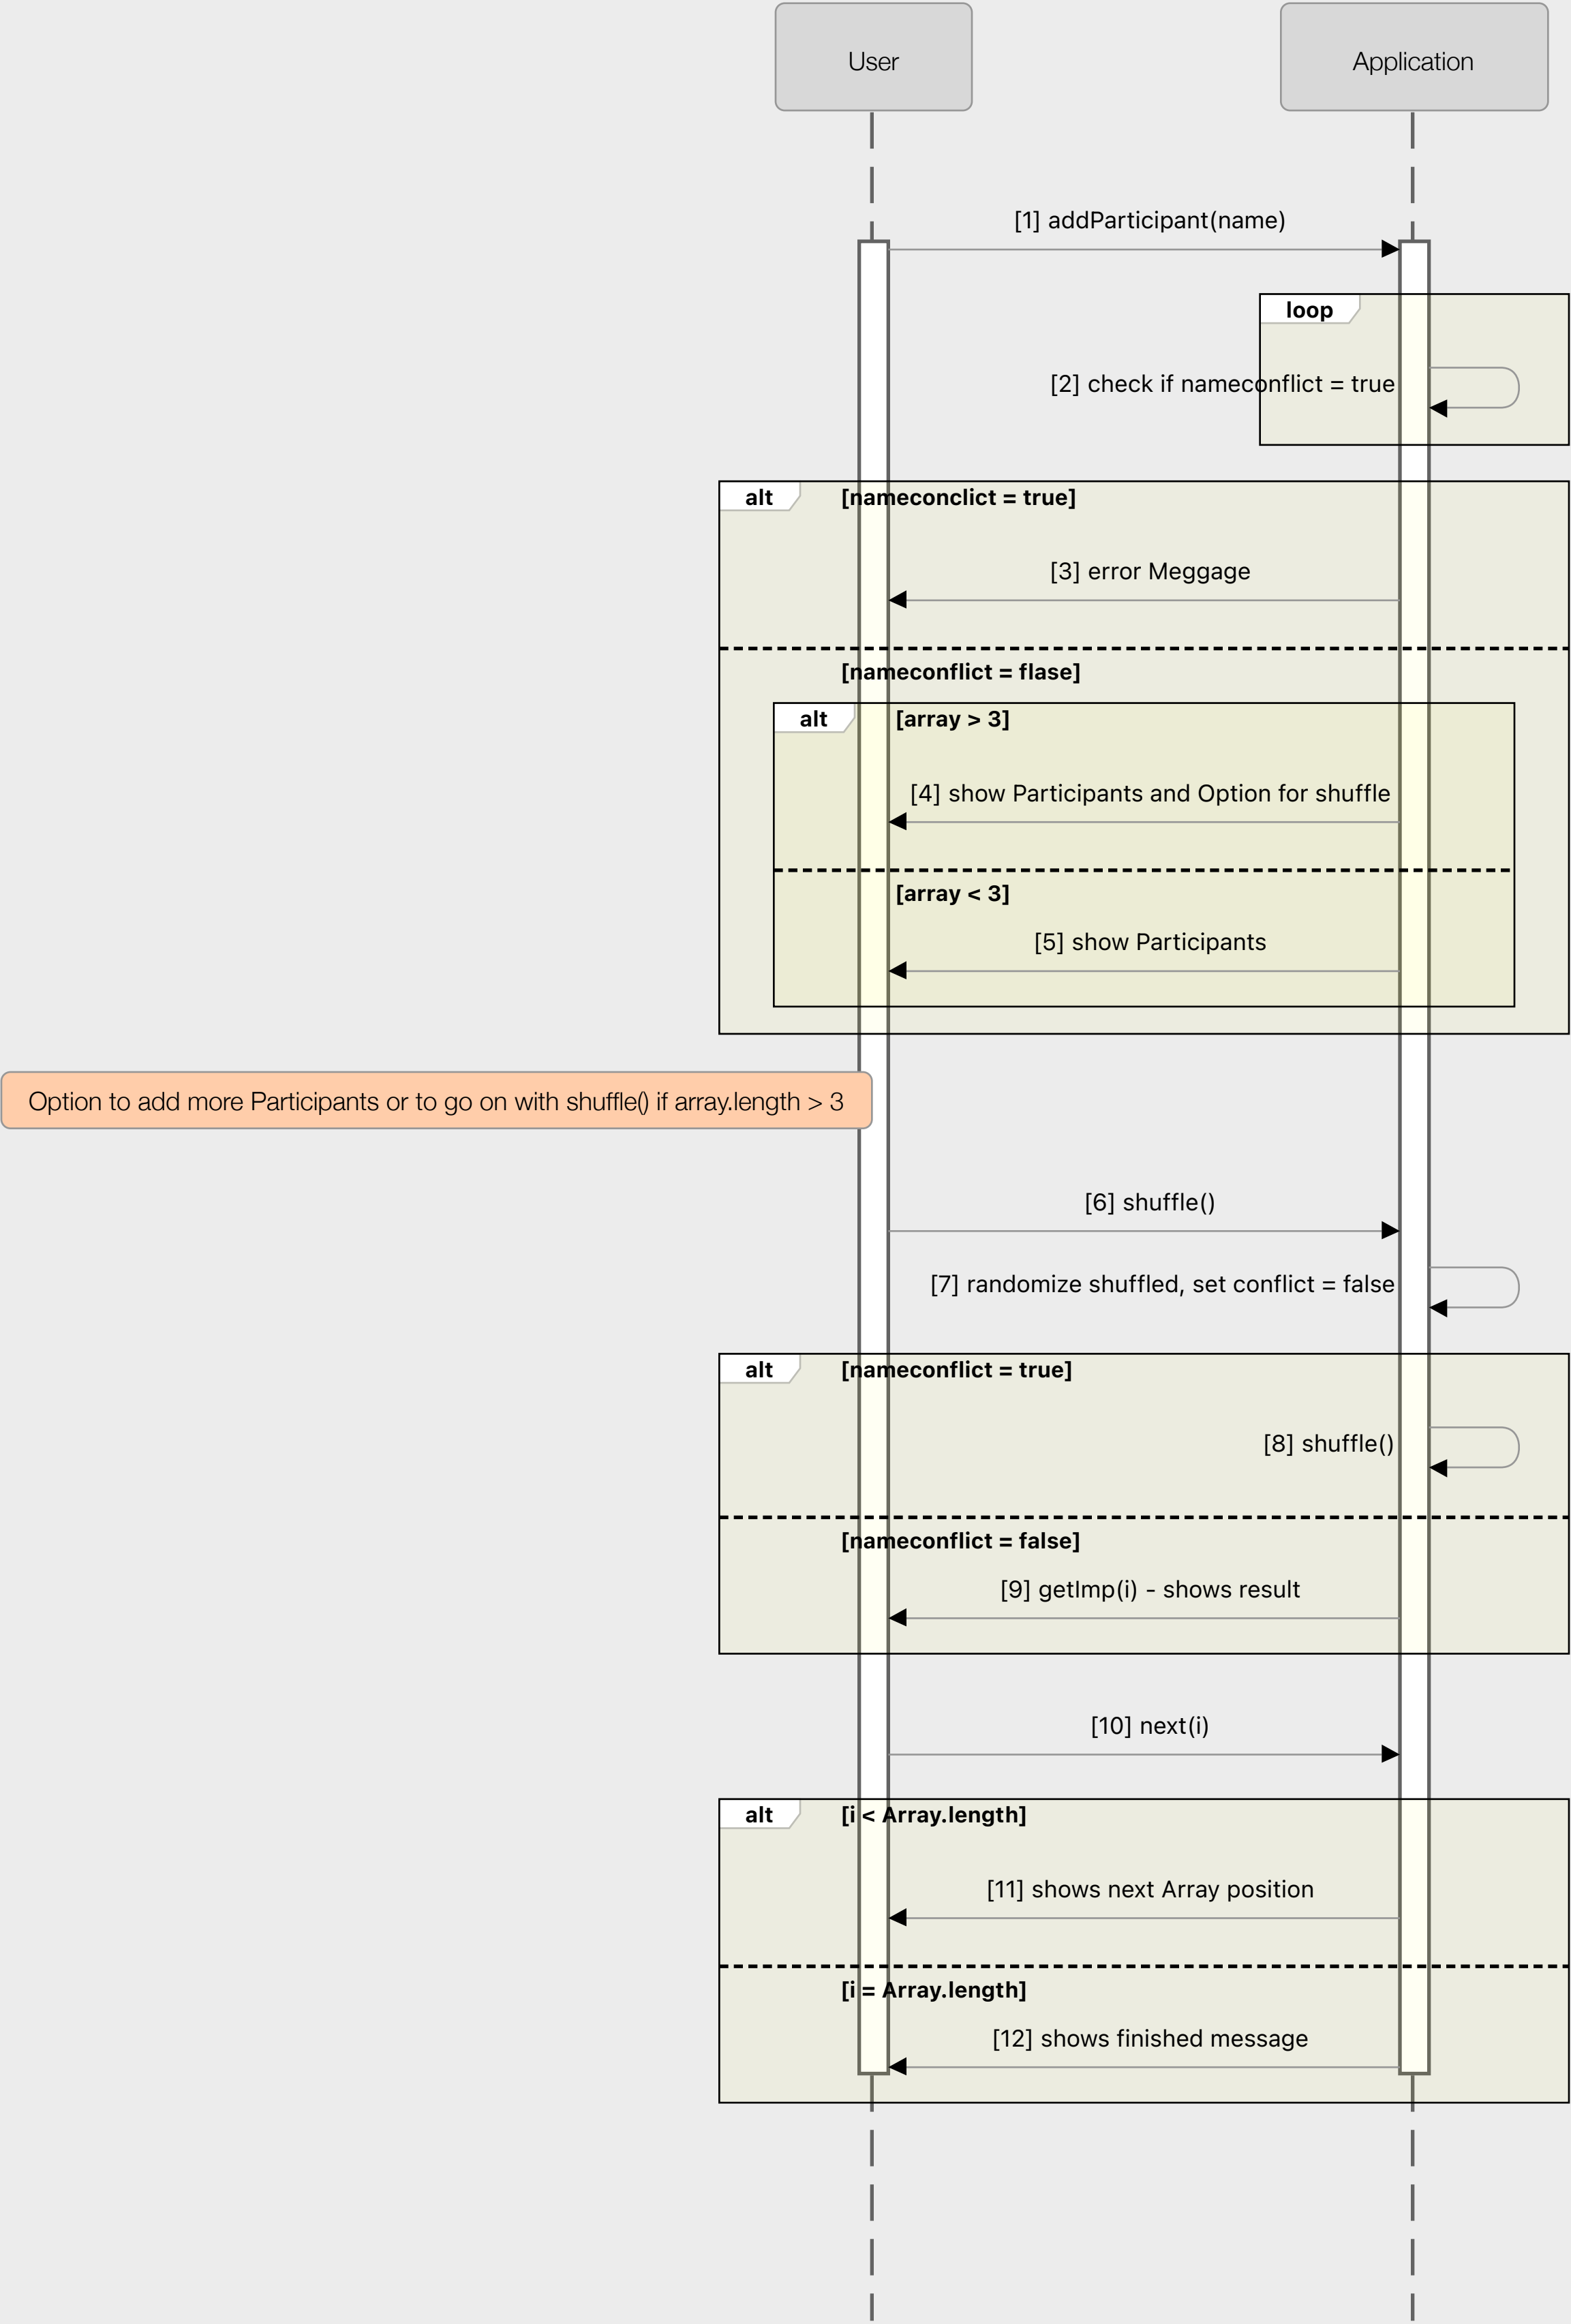 User
Application
[1] addParticipant(name)
loop
[2] check if nameconflict = true
alt
[nameconclict = true]
[3] error Meggage
[nameconflict = flase]
alt
[array > 3]
[4] show Participants and Option for shuffle
[array < 3]
[5] show Participants
Option to add more Participants or to go on with shuffle() if array.length > 3
[6] shuffle()
[7] randomize shuffled, set conflict = false
alt
[nameconflict = true]
[8] shuffle()
[nameconflict = false]
[9] getImp(i) - shows result
[10] next(i)
alt
[i < Array.length]
[11] shows next Array position
[i = Array.length]
[12] shows finished message